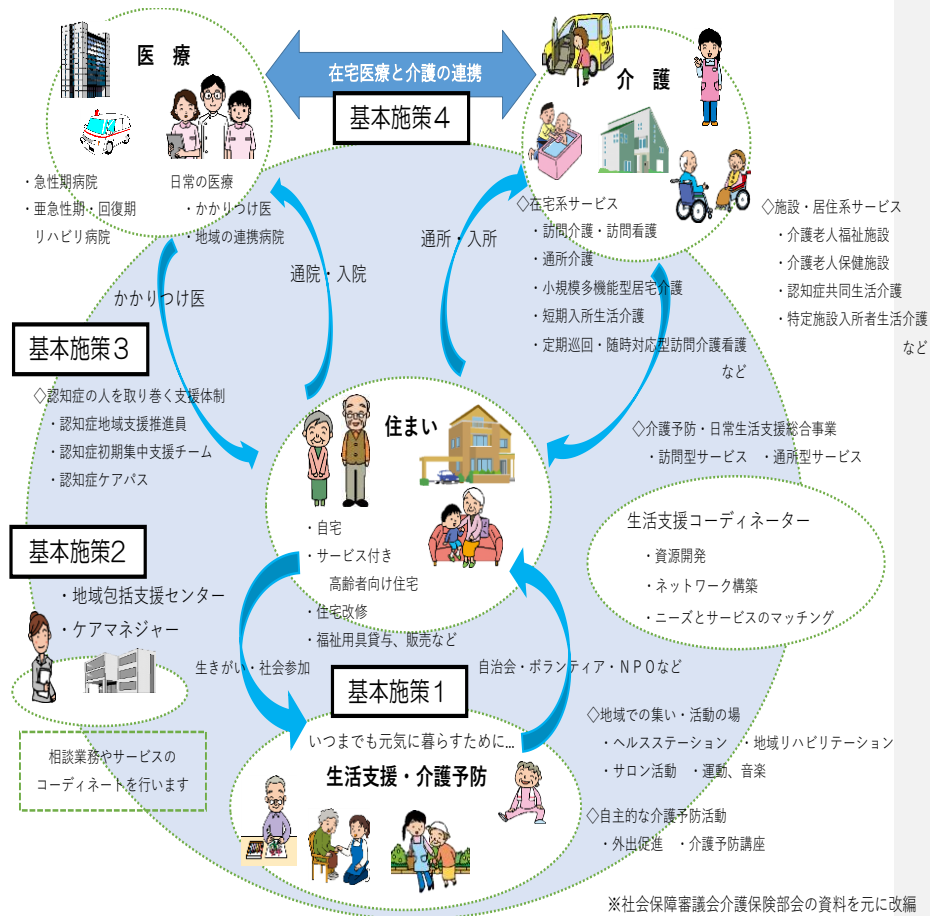 医　療
在宅医療と介護の連携
基本施策４
介　護
・急性期病院
・亜急性期・回復期
リハビリ病院
日常の医療
・かかりつけ医
・地域の連携病院
かかりつけ医
通院・入院
通所・入所
◇在宅系サービス
・訪問介護・訪問看護
・通所介護
・小規模多機能型居宅介護
・短期入所生活介護
・定期巡回・随時対応型訪問介護看護
など
◇施設・居住系サービス
・介護老人福祉施設
・介護老人保健施設
・認知症共同生活介護
・特定施設入所者生活介護
など
基本施策３
◇認知症の人を取り巻く支援体制
・認知症地域支援推進員
・認知症初期集中支援チーム
・認知症ケアパス
住まい
・自宅
・サービス付き
高齢者向け住宅
・住宅改修
・福祉用具貸与、販売など
◇介護予防・日常生活支援総合事業
・訪問型サービス　・通所型サービス
生活支援コーディネーター
・資源開発
・ネットワーク構築
・ニーズとサービスのマッチング
基本施策2
・地域包括支援センター
・ケアマネジャー
相談業務やサービスの
コーディネートを行います
生きがい・社会参加
自治会・ボランティア・ＮＰＯなど
基本施策１
いつまでも元気に暮らすために…
生活支援・介護予防
◇地域での集い・活動の場
・ヘルスステーション　・地域リハビリテーション
・サロン活動　・運動、音楽
◇自主的な介護予防活動
・外出促進　・介護予防講座
※社会保障審議会介護保険部会の資料を元に改編